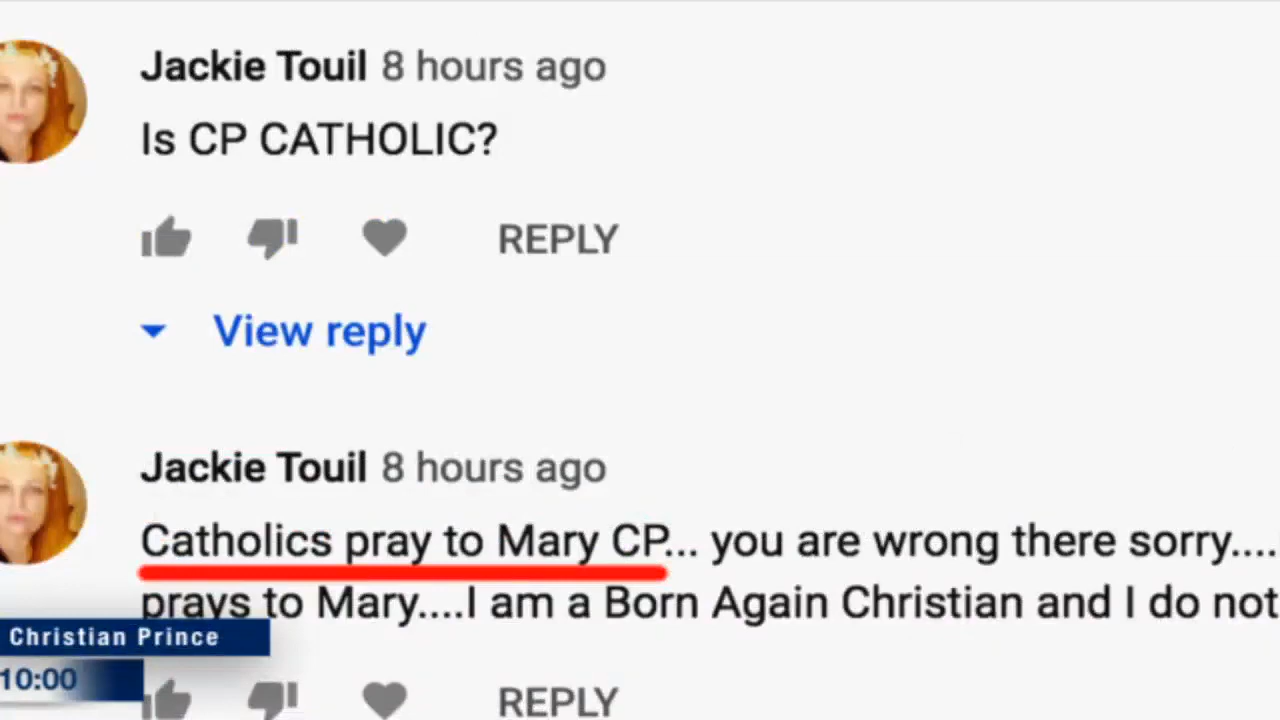 Jackie Touil 8 hours ago
Is CP CATHOLIC?
REPLY
View reply
Jackie Touil 8 hours ago
Catholics pray to Mary CP... you are wrong there sorry....
prays to Mary....I am a Born Again Christian and I do not
Christian Prince
10:00
REPLY